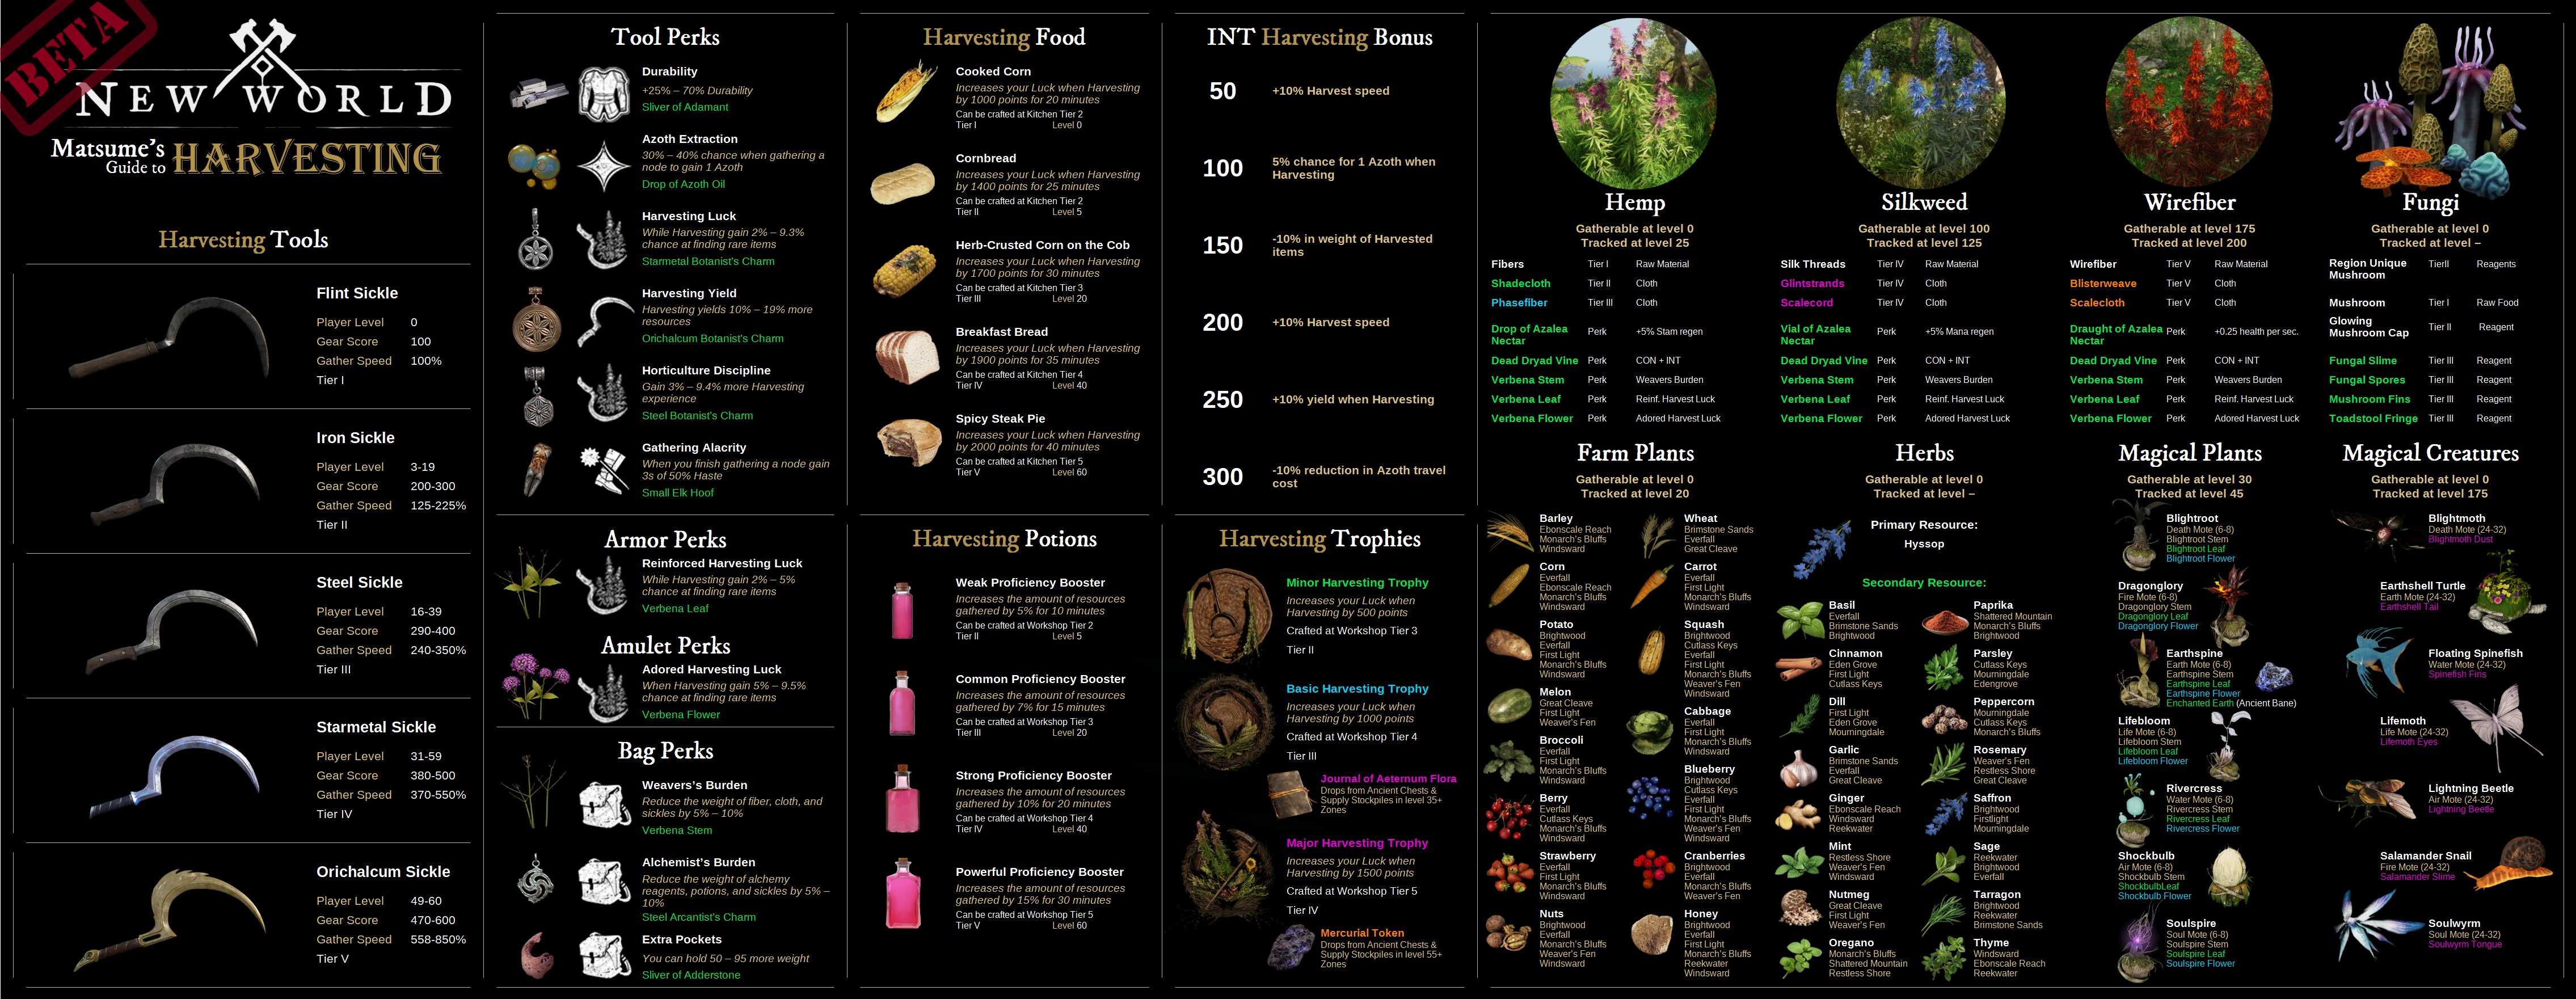 BETA
NEW WORLD
Matsume's
Guide to
HARVESTING
Harvesting Tools
Flint Sickle
Player Level 0
Gear Score 100
Gather Speed 100%
Tier I
Iron Sickle
Player Level 3-19
Gear Score 200-300
Gather Speed 125-225%
Tier II
Steel Sickle
Player Level 16-39
Gear Score 290-400
Gather Speed 240-350%
Tier III
Starmetal Sickle
Player Level 31-59
Gear Score 380-500
Gather Speed 370-550%
Tier IV
Orichalcum Sickle
Player Level 49-60
Gear Score 470-600
Gather Speed 558-850%
Tier V
Tool Perks
Durability
+25% – 70% Durability
Sliver of Adamant
Azoth Extraction
30% – 40% chance when gathering a
node to gain 1 Azoth
Drop of Azoth Oil
Harvesting Luck
While Harvesting gain 2% – 9.3%
chance at finding rare items
Starmetal Botanist's Charm
Harvesting Yield
Harvesting yields 10% – 19% more
resources
Orichalcum Botanist's Charm
Horticulture Discipline
Gain 3% – 9.4% more Harvesting
experience
Steel Botanist's Charm
Gathering Alacrity
When you finish gathering a node gain
3s of 50% Haste
Small Elk Hoof
Armor Perks
Reinforced Harvesting Luck
While Harvesting gain 2% – 5%
chance at finding rare items
Verbena Leaf
Amulet Perks
Adored Harvesting Luck
When Harvesting gain 5% – 9.5%
chance at finding rare items
Verbena Flower
Bag Perks
Weavers's Burden
Reduce the weight of fiber, cloth, and
sickles by 5% – 10%
Verbena Stem
Alchemist's Burden
Reduce the weight of alchemy
reagents, potions, and sickles by 5% –
10%
Steel Arcantist's Charm
Extra Pockets
You can hold 50 – 95 more weight
Sliver of Adderstone
Harvesting Food
Cooked Corn
Increases your Luck when Harvesting
by 1000 points for 20 minutes
Can be crafted at Kitchen Tier 2
Tier I Level 0
Cornbread
Increases your Luck when Harvesting
by 1400 points for 25 minutes
Can be crafted at Kitchen Tier 2
Tier II Level 5
Herb-Crusted Corn on the Cob
Increases your Luck when Harvesting
by 1700 points for 30 minutes
Can be crafted at Kitchen Tier 3
Tier III Level 20
Breakfast Bread
Increases your Luck when Harvesting
by 1900 points for 35 minutes
Can be crafted at Kitchen Tier 4
Tier IV Level 40
Spicy Steak Pie
Increases your Luck when Harvesting
by 2000 points for 40 minutes
Can be crafted at Kitchen Tier 5
Tier V Level 60
Harvesting Potions
Weak Proficiency Booster
Increases the amount of resources
gathered by 5% for 10 minutes
Can be crafted at Workshop Tier 2
Tier II Level 5
Common Proficiency Booster
Increases the amount of resources
gathered by 7% for 15 minutes
Can be crafted at Workshop Tier 3
Tier III Level 20
Strong Proficiency Booster
Increases the amount of resources
gathered by 10% for 20 minutes
Can be crafted at Workshop Tier 4
Tier IV Level 40
Powerful Proficiency Booster
Increases the amount of resources
gathered by 15% for 30 minutes
Can be crafted at Workshop Tier 5
Tier V Level 60
INT Harvesting Bonus
50 +10% Harvest speed
100 5% chance for 1 Azoth when
Harvesting
150 -10% in weight of Harvested
items
200 +10% Harvest speed
250 +10% yield when Harvesting
300 -10% reduction in Azoth travel
cost
Harvesting Trophies
Minor Harvesting Trophy
Increases your Luck when
Harvesting by 500 points
Crafted at Workshop Tier 3
Tier II
Basic Harvesting Trophy
Increases your Luck when
Harvesting by 1000 points
Crafted at Workshop Tier 4
Tier III
Journal of Aeternum Flora
Drops from Ancient Chests &
Supply Stockpiles in level 35+
Zones
Major Harvesting Trophy
Increases your Luck when
Harvesting by 1500 points
Crafted at Workshop Tier 5
Tier IV
Mercurial Token
Drops from Ancient Chests &
Supply Stockpiles in level 55+
Zones
Hemp
Gatherable at level 0
Tracked at level 25
Fibers Tier I Raw Material
Shadecloth Tier II Cloth
Phasefiber Tier III Cloth
Drop of Azalea
Nectar Perk +5% Stam regen
Dead Dryad Vine Perk CON + INT
Verbena Stem Perk Weavers Burden
Verbena Leaf Perk Reinf. Harvest Luck
Verbena Flower Perk Adored Harvest Luck
Silkweed
Gatherable at level 100
Tracked at level 125
Silk Threads Tier IV Raw Material
Glintstrands Tier IV Cloth
Scalecord Tier IV Cloth
Vial of Azalea
Nectar Perk +5% Mana regen
Dead Dryad Vine Perk CON + INT
Verbena Stem Perk Weavers Burden
Verbena Leaf Perk Reinf. Harvest Luck
Verbena Flower Perk Adored Harvest Luck
Wirefiber
Gatherable at level 175
Tracked at level 200
Wirefiber Tier V Raw Material
Blisterweave Tier V Cloth
Scalecloth Tier V Cloth
Draught of Azalea
Nectar Perk +0.25 health per sec.
Dead Dryad Vine Perk CON + INT
Verbena Stem Perk Weavers Burden
Verbena Leaf Perk Reinf. Harvest Luck
Verbena Flower Perk Adored Harvest Luck
Fungi
Gatherable at level 0
Tracked at level –
Region Unique
Mushroom TierII Reagents
Mushroom Tier I Raw Food
Glowing
Mushroom Cap Tier II Reagent
Fungal Slime Tier III Reagent
Fungal Spores Tier III Reagent
Mushroom Fins Tier III Reagent
Toadstool Fringe Tier III Reagent
Farm Plants
Gatherable at level 0
Tracked at level 20
Barley
Ebonscale Reach
Monarch's Bluffs
Windsward
Corn
Everfall
Ebonscale Reach
Monarch's Bluffs
Windsward
Potato
Brightwood
Everfall
First Light
Monarch's Bluffs
Windsward
Melon
Great Cleave
First Light
Weaver's Fen
Broccoli
Everfall
First Light
Monarch's Bluffs
Windsward
Berry
Everfall
Cutlass Keys
Monarch's Bluffs
Windsward
Strawberry
Everfall
First Light
Monarch's Bluffs
Windsward
Nuts
Brightwood
Everfall
Monarch's Bluffs
Weaver's Fen
Windsward
Wheat
Brimstone Sands
Everfall
Great Cleave
Carrot
Everfall
First Light
Monarch's Bluffs
Windsward
Squash
Brightwood
Cutlass Keys
Everfall
First Light
Monarch's Bluffs
Weaver's Fen
Windsward
Cabbage
Everfall
First Light
Monarch's Bluffs
Windsward
Blueberry
Brightwood
Cutlass Keys
Everfall
First Light
Monarch's Bluffs
Weaver's Fen
Windsward
Cranberries
Brightwood
Everfall
Monarch's Bluffs
Weaver's Fen
Honey
Brightwood
Everfall
First Light
Monarch's Bluffs
Reekwater
Windsward
Herbs
Gatherable at level 0
Tracked at level –
Primary Resource:
Hyssop
Secondary Resource:
Basil
Everfall
Brimstone Sands
Brightwood
Cinnamon
Eden Grove
First Light
Cutlass Keys
Dill
First Light
Eden Grove
Mourningdale
Garlic
Brimstone Sands
Everfall
Great Cleave
Ginger
Ebonscale Reach
Windsward
Reekwater
Mint
Restless Shore
Weaver's Fen
Windsward
Nutmeg
Great Cleave
First Light
Weaver's Fen
Oregano
Monarch's Bluffs
Shattered Mountain
Restless Shore
Paprika
Shattered Mountain
Monarch's Bluffs
Brightwood
Parsley
Cutlass Keys
Mourningdale
Edengrove
Peppercorn
Mourningdale
Cutlass Keys
Monarch's Bluffs
Rosemary
Weaver's Fen
Restless Shore
Great Cleave
Saffron
Brightwood
Firstlight
Mourningdale
Sage
Reekwater
Brightwood
Everfall
Tarragon
Brightwood
Reekwater
Brimstone Sands
Thyme
Windsward
Ebonscale Reach
Reekwater
Magical Plants
Gatherable at level 30
Tracked at level 45
Blightroot
Death Mote (6-8)
Blightroot Stem
Blightroot Leaf
Blightroot Flower
Dragonglory
Fire Mote (6-8)
Dragonglory Stem
Dragonglory Leaf
Dragonglory Flower
Earthspine
Earth Mote (6-8)
Earthspine Stem
Earthspine Leaf
Earthspine Flower
Enchanted Earth (Ancient Bane)
Lifebloom
Life Mote (6-8)
Lifebloom Stem
Lifebloom Leaf
Lifebloom Flower
Rivercress
Water Mote (6-8)
Rivercress Stem
Rivercress Leaf
Rivercress Flower
Shockbulb
Air Mote (6-8)
Shockbulb Stem
ShockbulbLeaf
Shockbulb Flower
Soulspire
Soul Mote (6-8)
Soulspire Stem
Soulspire Leaf
Soulspire Flower
Magical Creatures
Gatherable at level 0
Tracked at level 175
Blightmoth
Death Mote (24-32)
Blightmoth Dust
Earthshell Turtle
Earth Mote (24-32)
Earthshell Tail
Floating Spinefish
Water Mote (24-32)
Spinefish Fins
Lifemoth
Life Mote (24-32)
Lifemoth Eyes
Lightning Beetle
Air Mote (24-32)
Lightning Beetle
Salamander Snail
Fire Mote (24-32)
Salamander Slime
Soulwyrm
Soul Mote (24-32)
Soulwyrm Tongue